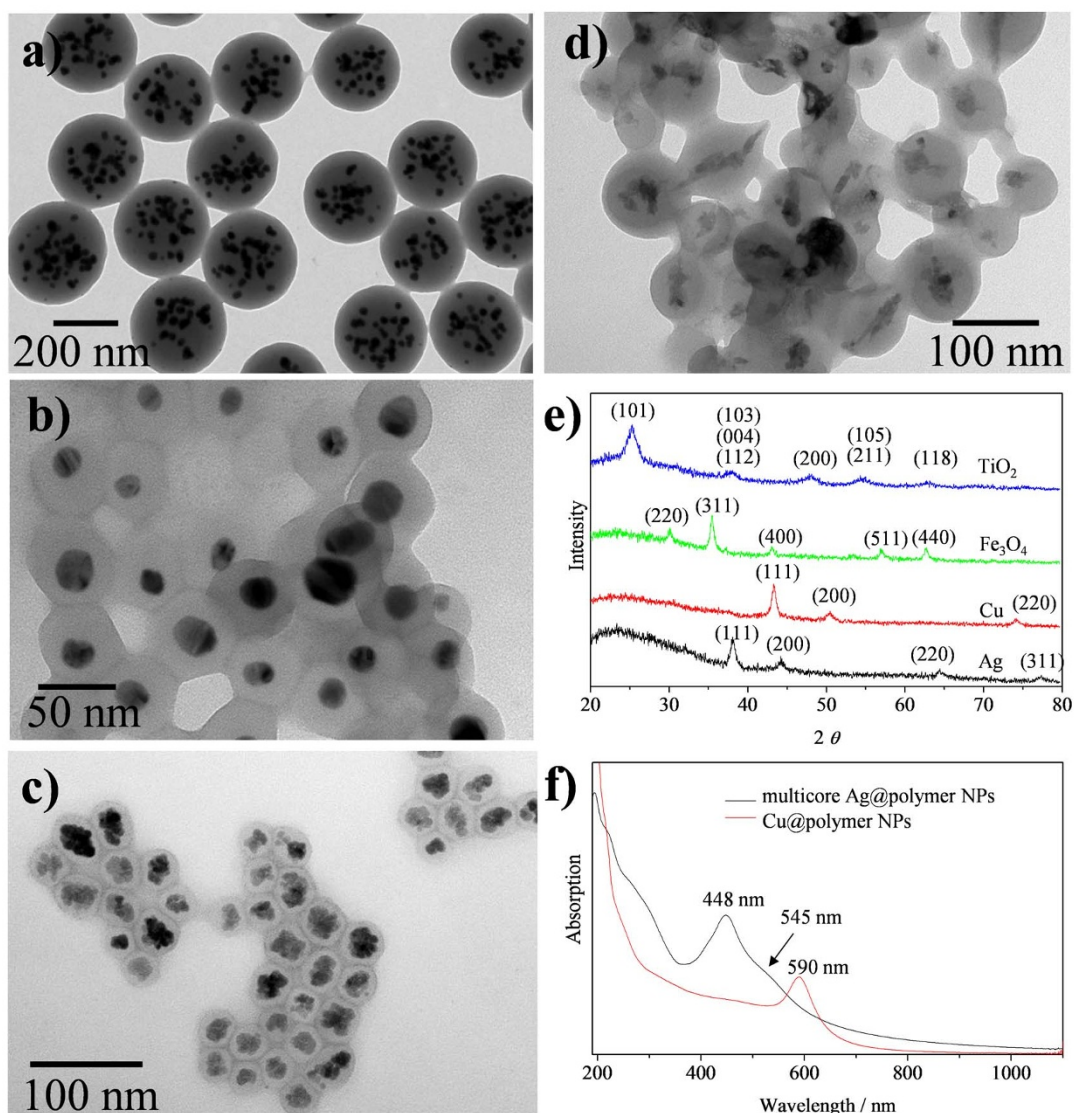 a)
200 nm
b)
50 nm
c)
100 nm
d)
100 nm
e)
(101)
(103)
(004)
(112)
(200)
(105)
(211)
(118)
TiO₂
(220)
(311)
(400)
(511)
(440)
Fe₃O₄
(111)
(200)
(220)
Cu
(111)
(200)
(220)
(311)
Ag
Intensity
20 30 40 50 60 70 80
2 θ
f)
multicore Ag@polymer NPs
Cu@polymer NPs
448 nm
545 nm
590 nm
Absorption
200 400 600 800 1000
Wavelength / nm